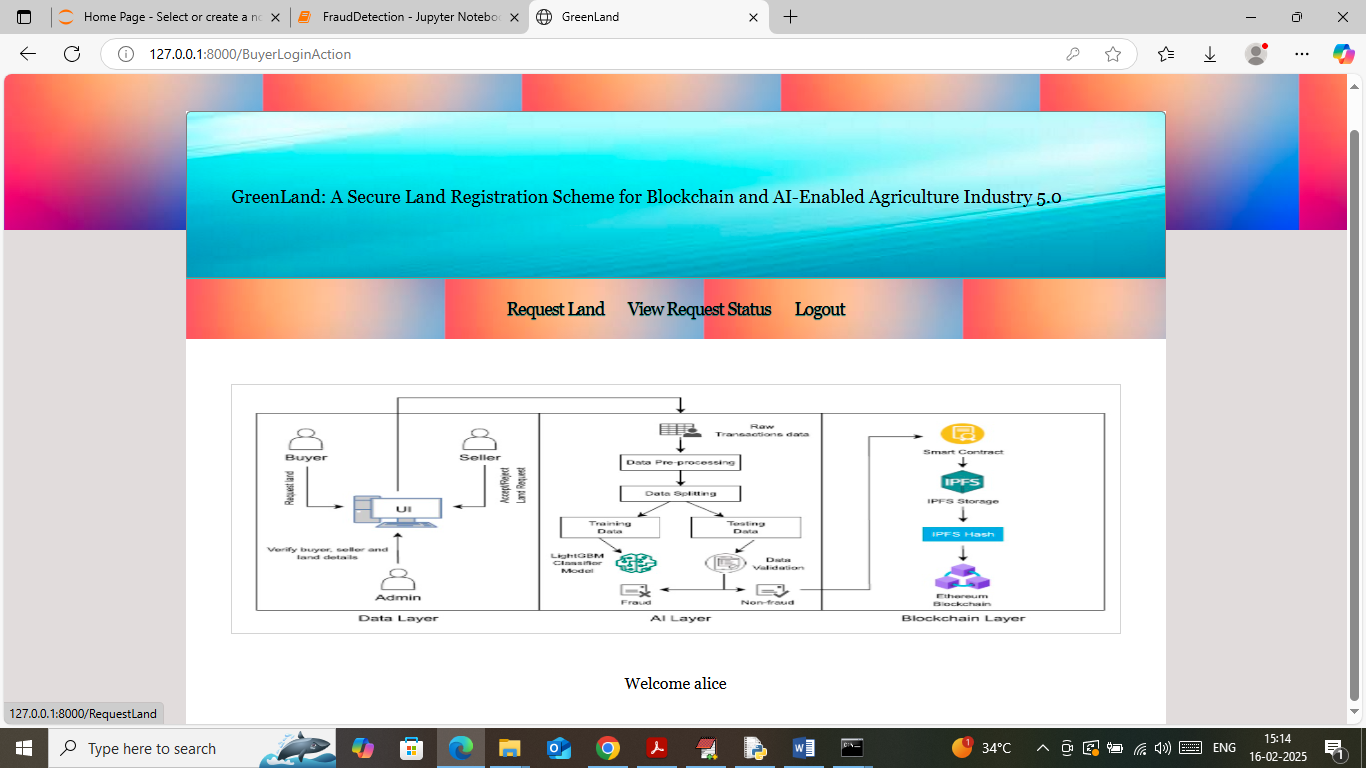 Home Page - Select or create a no
FraudDetection - Jupyter Noteboo
GreenLand
127.0.0.1:8000/BuyerLoginAction
GreenLand: A Secure Land Registration Scheme for Blockchain and AI-Enabled Agriculture Industry 5.0
Request Land View Request Status Logout
Buyer
Seller
Request land
Accept/Reject
Land Request
UI
Verify buyer, seller and
land details
Admin
Data Layer
Raw
Transactions data
Data Pre-processing
Data Splitting
Training
Data
Testing
Data
LightGBM
Classifier
Model
Data
Validation
Fraud
Non-fraud
AI Layer
Smart Contract
IPFS
IPFS Storage
IPFS Hash
Ethereum
Blockchain
Blockchain Layer
Welcome alice
127.0.0.1:8000/RequestLand
Type here to search
1
34°C
ENG
15:14
16-02-2025
1